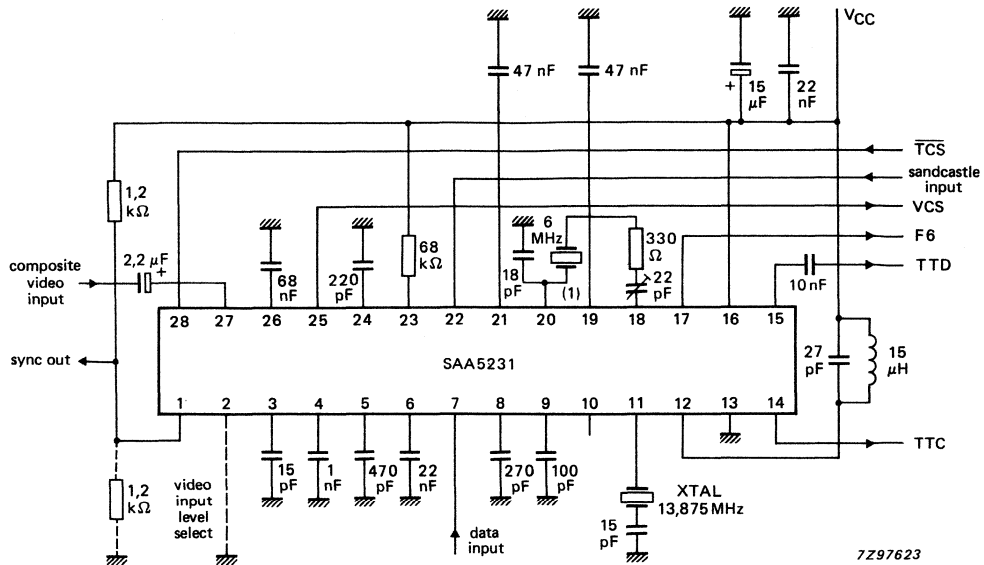 VCC
47 nF
47 nF
+
15
µF
22
nF
TCS
sandcastle
input
VCS
F6
TTD
10 nF
1,2
kΩ
68
kΩ
6
MHz
330
Ω
composite
video
input
2,2 µF
+
68
nF
220
pF
18
pF
(1)
22
pF
28 27 26 25 24 23 22 21 20 19 18 17 16 15
sync out
SAA5231
27
pF
15
µH
1 2 3 4 5 6 7 8 9 10 11 12 13 14
TTC
1,2
kΩ
video
input
level
select
15
pF
1
nF
470
pF
22
nF
data
input
270
pF
100
pF
XTAL
13,875 MHz
15
pF
7Z97623